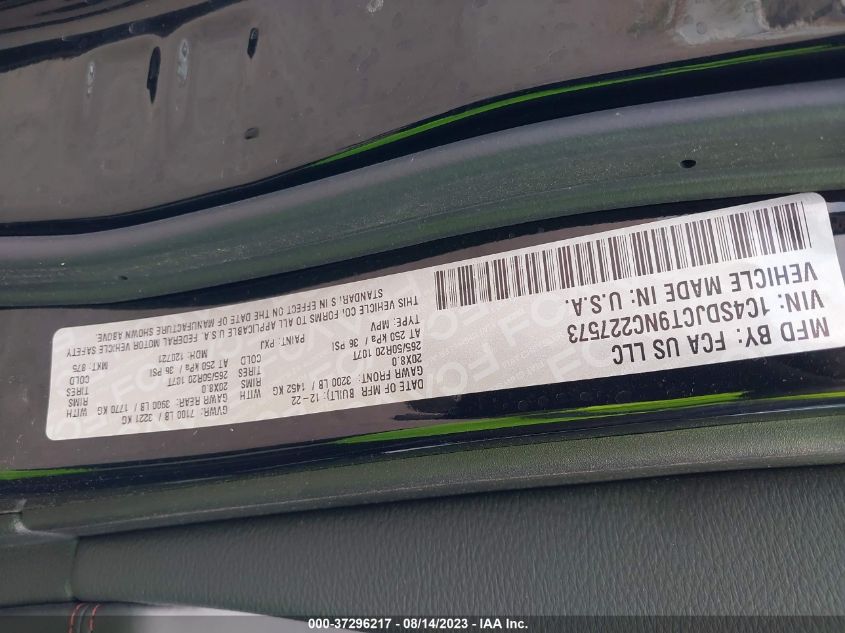 MFD BY: FCA US LLC
DATE OF MFR BUILT: 12-22
GVWR: 7100 LB / 3221 KG
GAWR FRONT: 3200 LB / 1452 KG
WITH
GAWR REAR: 3900 LB / 1770 KG
WITH
20X8.0
RIMS
20X8.0
RIMS
265/50R20 107T
TIRES
265/50R20 107T
TIRES
AT 250 kPa / 36 PSI
COLD
AT 250 kPa / 36 PSI
COLD
TYPE: MPV
PAINT: PXJ
MDH: 120721
MKT: 875
THIS VEHICLE CO FORMS TO ALL APPLICABLE U.S.A. FEDERAL MOTOR VEHICLE SAFETY
STANDAR S IN EFFECT ON THE DATE OF MANUFACTURE SHOWN ABOVE.
VIN: 1C4SDJCT9NC227573
VEHICLE MADE IN: U.S.A.
000-37296217 - 08/14/2023 - IAA Inc.